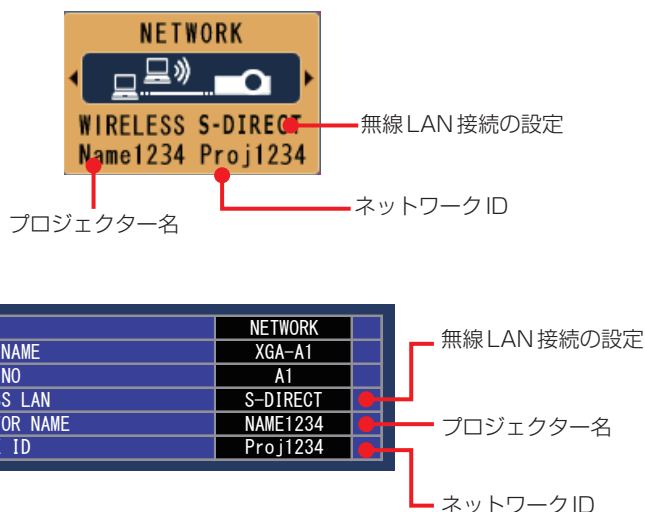 NETWORK
WIRELESS S-DIRECT
無線LAN接続の設定
Name1234 Proj1234
ネットワークID
プロジェクター名
NETWORK
NAME XGA-A1
NO A1
S LAN S-DIRECT
OR NAME NAME1234
ID Proj1234
無線LAN接続の設定
プロジェクター名
ネットワークID